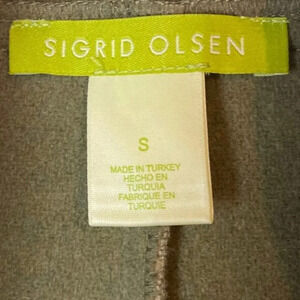 SIGRID OLSEN
S
MADE IN TURKEY
HECHO EN
TURQUIA
FABRIQUE EN
TURQUIE